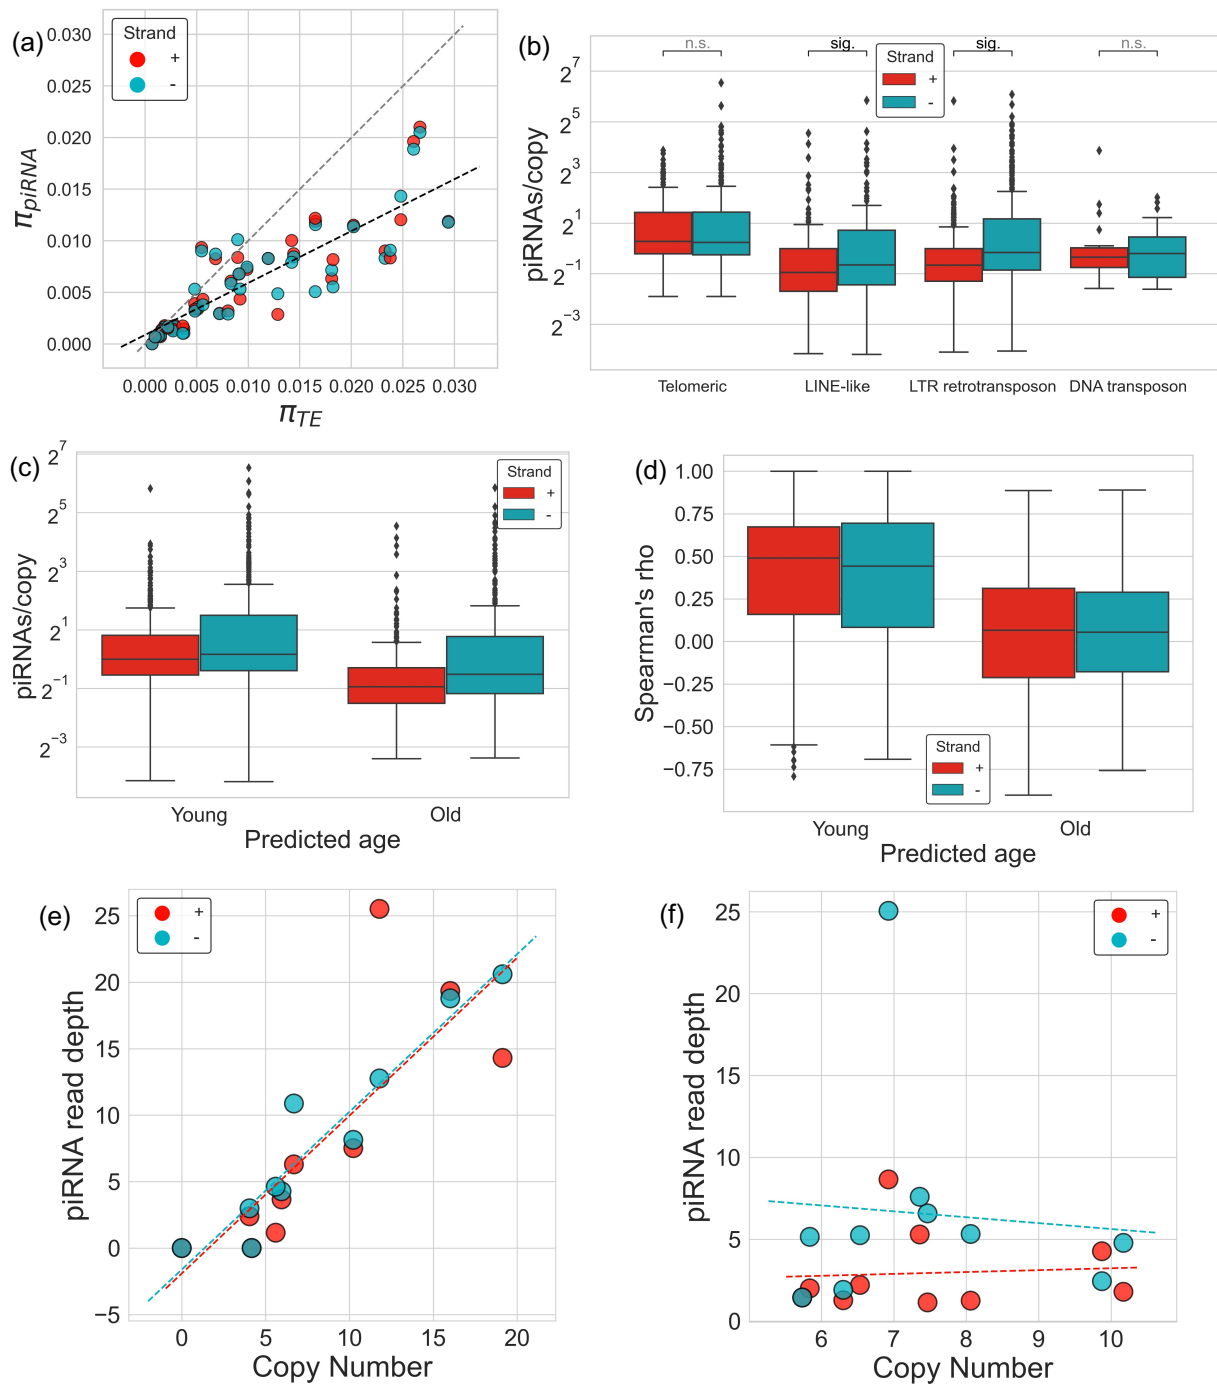 (a)
Strand
+
-
0.030
0.025
0.020
0.015
0.010
0.005
0.000
πpiRNA
0.000 0.005 0.010 0.015 0.020 0.025 0.030
πTE
(b)
n.s. sig. sig. n.s.
Strand
+
-
2^7
2^5
2^3
2^1
2^−1
2^−3
piRNAs/copy
Telomeric LINE-like LTR retrotransposon DNA transposon
(c)
Strand
+
-
2^7
2^5
2^3
2^1
2^−1
2^−3
piRNAs/copy
Young Old
Predicted age
(d)
1.00
0.75
0.50
0.25
0.00
−0.25
−0.50
−0.75
Spearman's rho
Strand
+
-
Young Old
Predicted age
(e)
+
-
25
20
15
10
5
0
−5
piRNA read depth
0 5 10 15 20
Copy Number
(f)
+
-
25
20
15
10
5
0
piRNA read depth
6 7 8 9 10
Copy Number